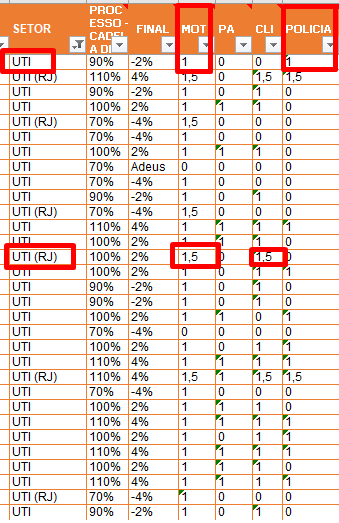 SETOR PROC ESSO - CADEI A DI FINAL MOT PA CLI POLICIA
UTI 90% -2% 1 0 0 1
UTI (RJ) 110% 4% 1,5 0 1,5 1,5
UTI 90% -2% 1 0 1 0
UTI 100% 2% 1 1 1 0
UTI (RJ) 70% -4% 1,5 0 0 0
UTI 70% -4% 1 0 0 0
UTI 100% 2% 1 1 1 0
UTI 70% Adeus 0 0 0 0
UTI 70% -4% 1 0 0 0
UTI 90% -2% 1 0 1 0
UTI (RJ) 70% -4% 1,5 0 0 0
UTI 110% 4% 1 1 1 1
UTI 100% 2% 1 1 1 0
UTI (RJ) 100% 2% 1,5 0 1,5 0
UTI 100% 2% 1 1 1
UTI 90% -2% 1 0 1 0
UTI 90% -2% 1 0 1 0
UTI 100% 2% 1 1 0 1
UTI (RJ) 70% -4% 0 0 0 0
UTI 100% 2% 1 0 1 1
UTI 110% 4% 1 1 1 1
UTI (RJ) 110% 4% 1,5 1 1,5 1,5
UTI 70% -4% 1 0 0 0
UTI 100% 2% 1 1 1 0
UTI 110% 4% 1 1 1 1
UTI 100% 2% 1 0 1 1
UTI 100% 2% 1 1 1 0
UTI 100% 2% 1 1 1 0
UTI 110% 4% 1 1 1 1
UTI (RJ) 70% -4% 1 0 0 0
UTI 90% -2% 1 0 1 0